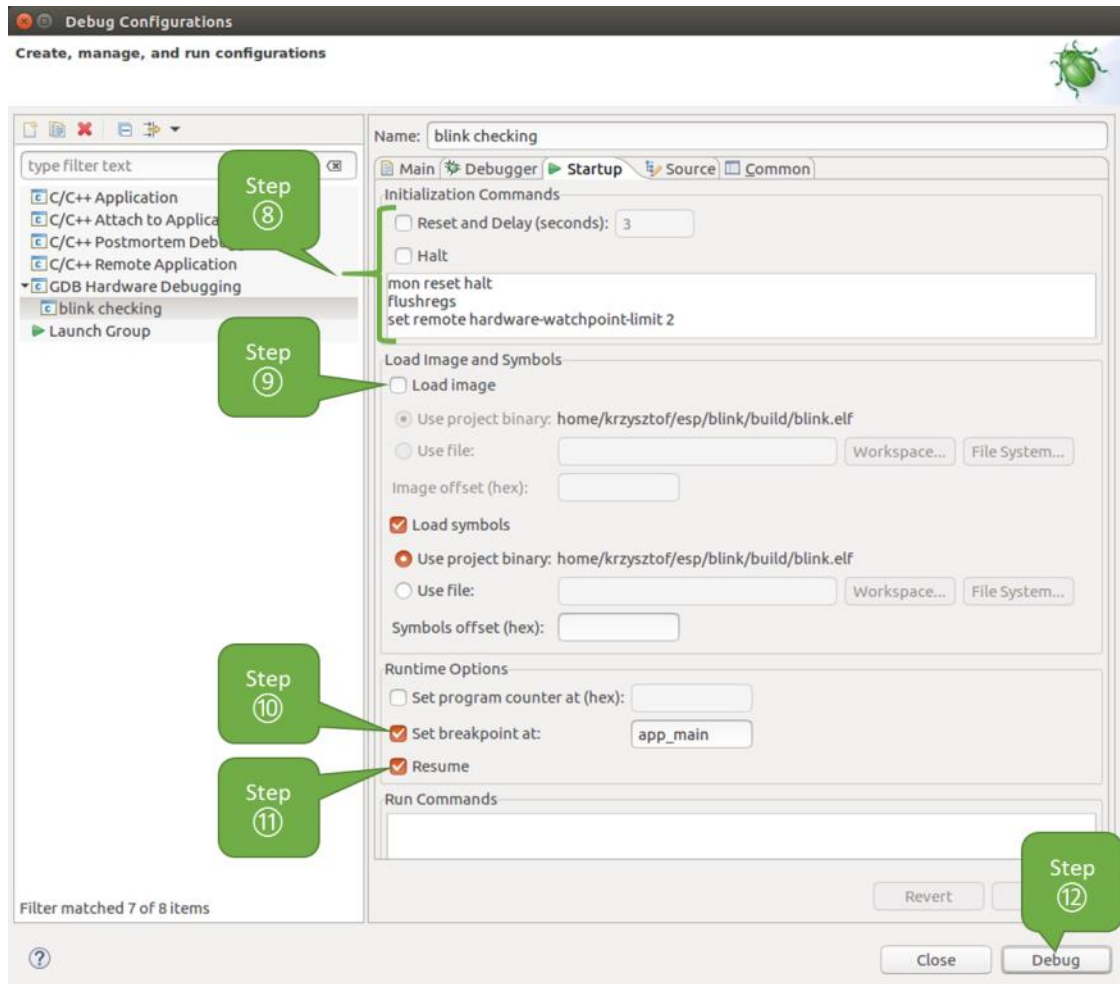 Debug Configurations
Create, manage, and run configurations
type filter text
C/C++ Application
C/C++ Attach to Applica
C/C++ Postmortem Debu
C/C++ Remote Application
GDB Hardware Debugging
blink checking
Launch Group
Filter matched 7 of 8 items
Name: blink checking
Main Debugger Startup Source Common
Initialization Commands
Step
⑧
Reset and Delay (seconds): 3
Halt
mon reset halt
flushregs
set remote hardware-watchpoint-limit 2
Load Image and Symbols
Step
⑨
Load image
Use project binary: home/krzysztof/esp/blink/build/blink.elf
Use file: Workspace... File System...
Image offset (hex):
Load symbols
Use project binary: home/krzysztof/esp/blink/build/blink.elf
Use file: Workspace... File System...
Symbols offset (hex):
Runtime Options
Set program counter at (hex):
Step
⑩
Set breakpoint at: app_main
Resume
Step
⑪
Run Commands
Step
⑫
Revert
Close Debug